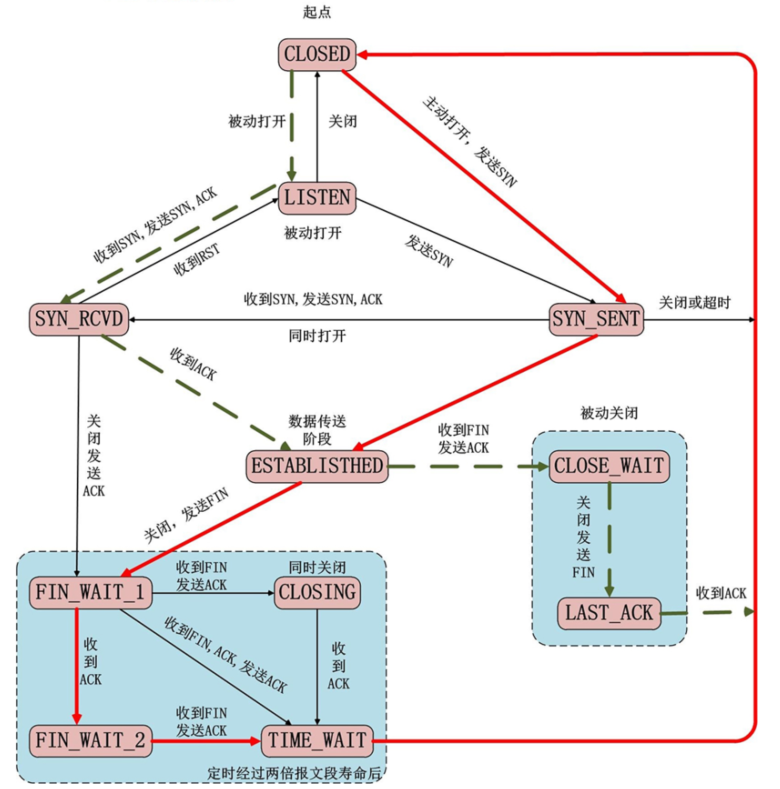 起点
CLOSED
被动打开
关闭
主动打开，发送SYN
LISTEN
被动打开
收到SYN,发送SYN,ACK
收到RST
发送SYN
收到SYN,发送SYN,ACK
关闭或超时
SYN_RCVD
SYN_SENT
同时打开
收到ACK
数据传送
阶段
被动关闭
收到FIN
发送ACK
ESTABLISTHED
CLOSE_WAIT
关
闭
发
送
ACK
关闭，发送FIN
关
闭
发
送
FIN
收到FIN
发送ACK
同时关闭
FIN_WAIT_1
CLOSING
LAST_ACK
收到ACK
收
到
ACK
收到FIN,ACK,发送ACK
收
到
ACK
收到FIN
发送ACK
FIN_WAIT_2
TIME_WAIT
定时经过两倍报文段寿命后